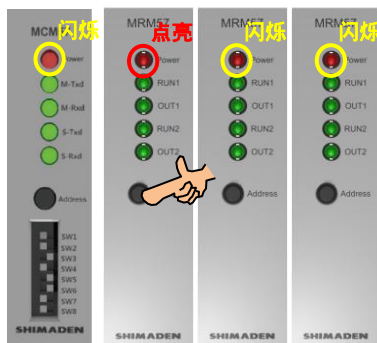 闪烁
Power
M-Txd
M-Rxd
S-Txd
S-Rxd
Address
SW1
SW2
SW3
SW4
SW5
SW6
SW7
SW8
SHIMADEN
MRM57
点亮
Power
RUN1
OUT1
RUN2
OUT2
SHIMADEN
MRM57
闪烁
Power
RUN1
OUT1
RUN2
OUT2
Address
SHIMADEN
MRM57
闪烁
Power
RUN1
OUT1
RUN2
OUT2
Address
SHIMADEN